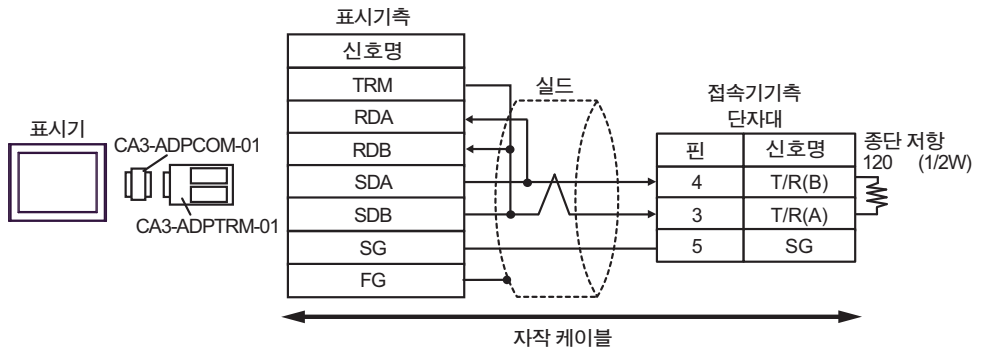 표시기
CA3-ADPCOM-01
CA3-ADPTRM-01
표시기측
신호명
TRM
RDA
RDB
SDA
SDB
SG
FG
실드
접속기기측
단자대
핀 신호명
4 T/R(B)
3 T/R(A)
5 SG
종단 저항
120 (1/2W)
자작 케이블